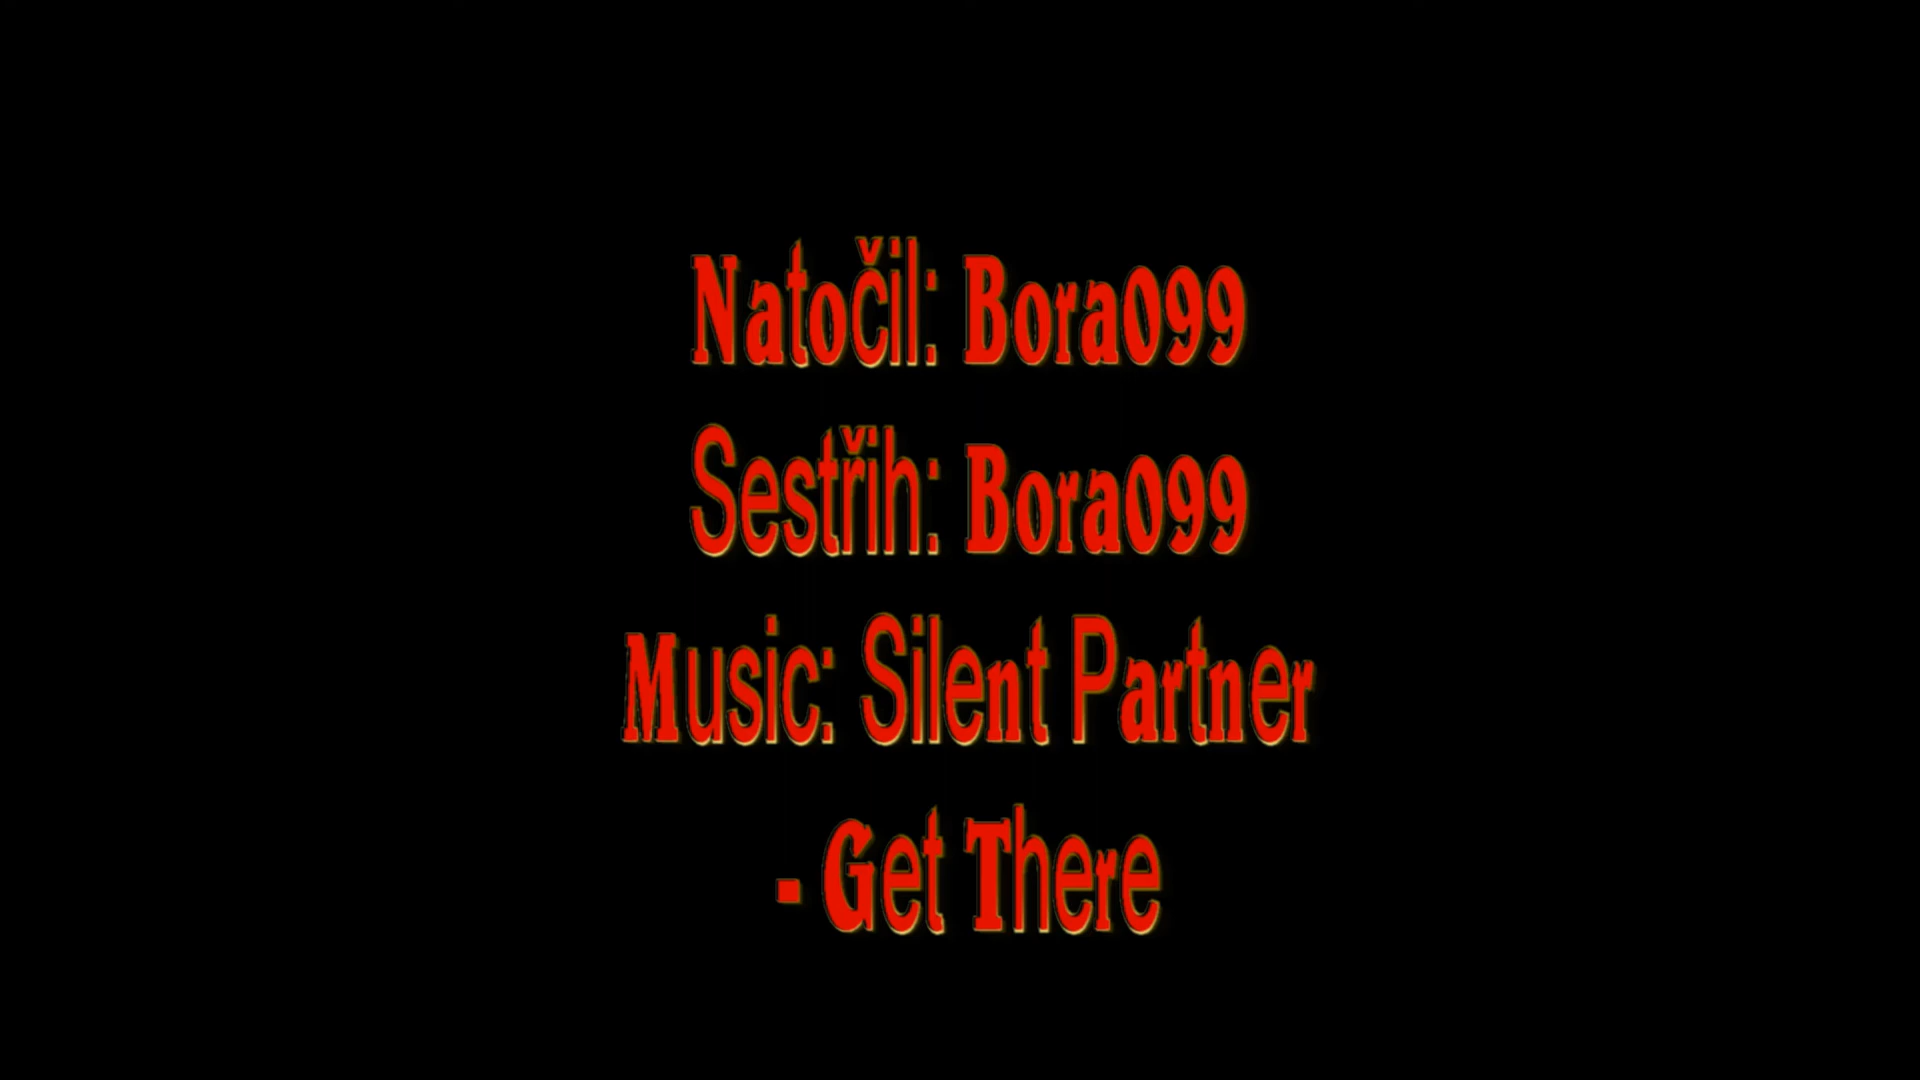 Natočil: Bora099
Sestřih: Bora099
Music: Silent Partner
- Get There